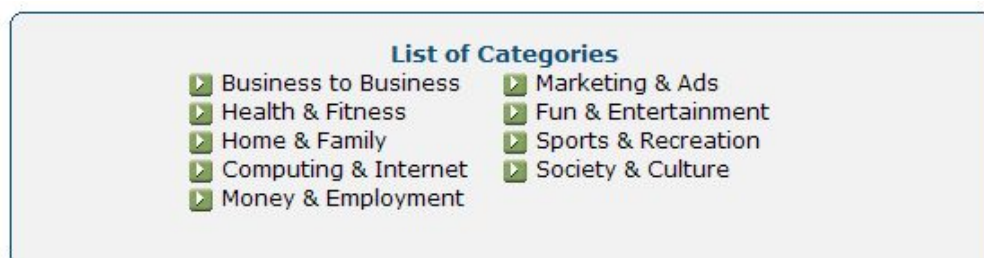 List of Categories
Business to Business
Health & Fitness
Home & Family
Computing & Internet
Money & Employment
Marketing & Ads
Fun & Entertainment
Sports & Recreation
Society & Culture